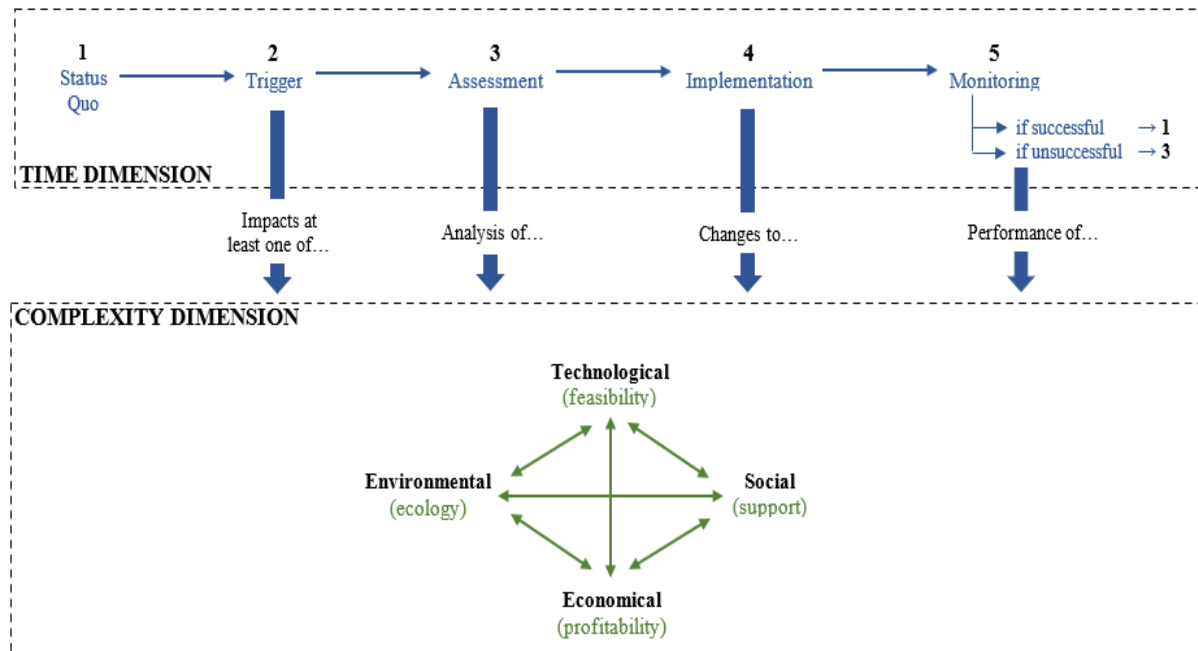 1
Status
Quo
2
Trigger
3
Assessment
4
Implementation
5
Monitoring
if successful → 1
if unsuccessful → 3
TIME DIMENSION
Impacts at
least one of…
Analysis of…
Changes to…
Performance of…
COMPLEXITY DIMENSION
Technological
(feasibility)
Environmental
(ecology)
Social
(support)
Economical
(profitability)